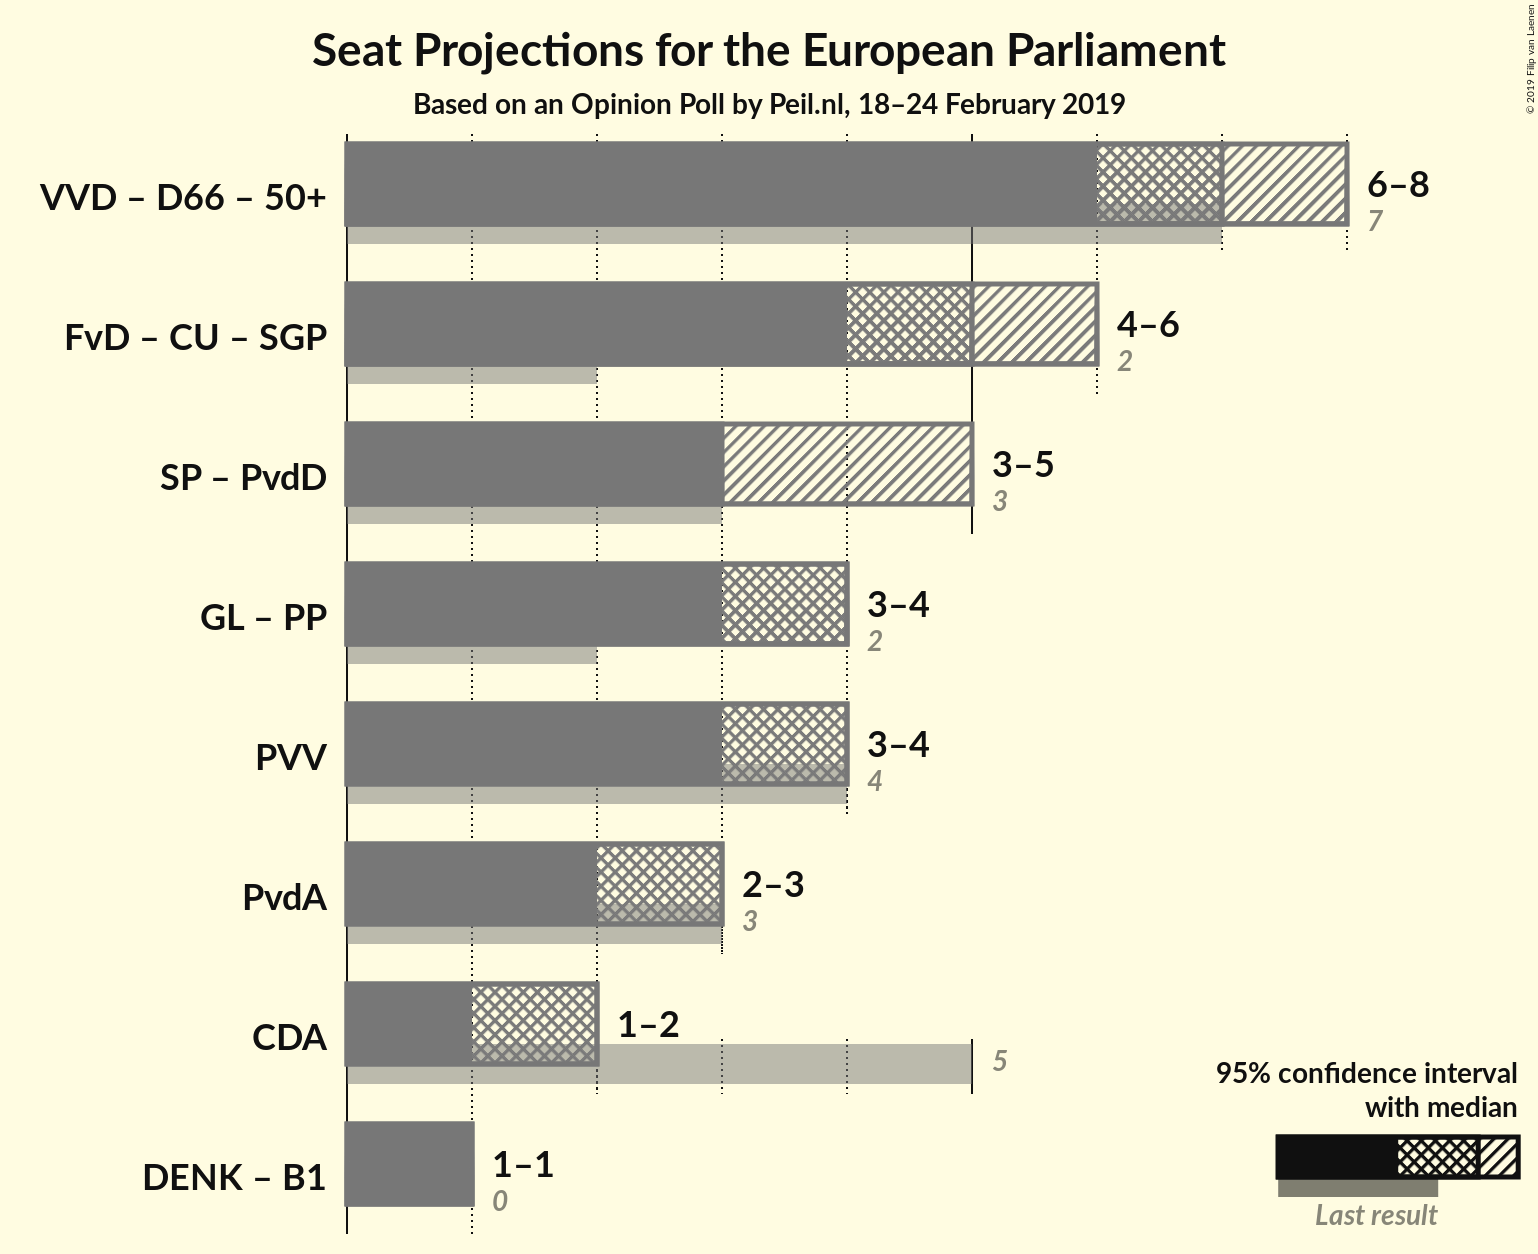 Seat Projections for the European Parliament
Based on an Opinion Poll by Peil.nl, 18–24 February 2019
© 2019 Filip van Laenen
VVD – D66 – 50+
6–8
7
FvD – CU – SGP
4–6
2
SP – PvdD
3–5
3
GL – PP
3–4
2
PVV
3–4
4
PvdA
2–3
3
CDA
1–2
5
DENK – B1
1–1
0
95% confidence interval
with median
Last result